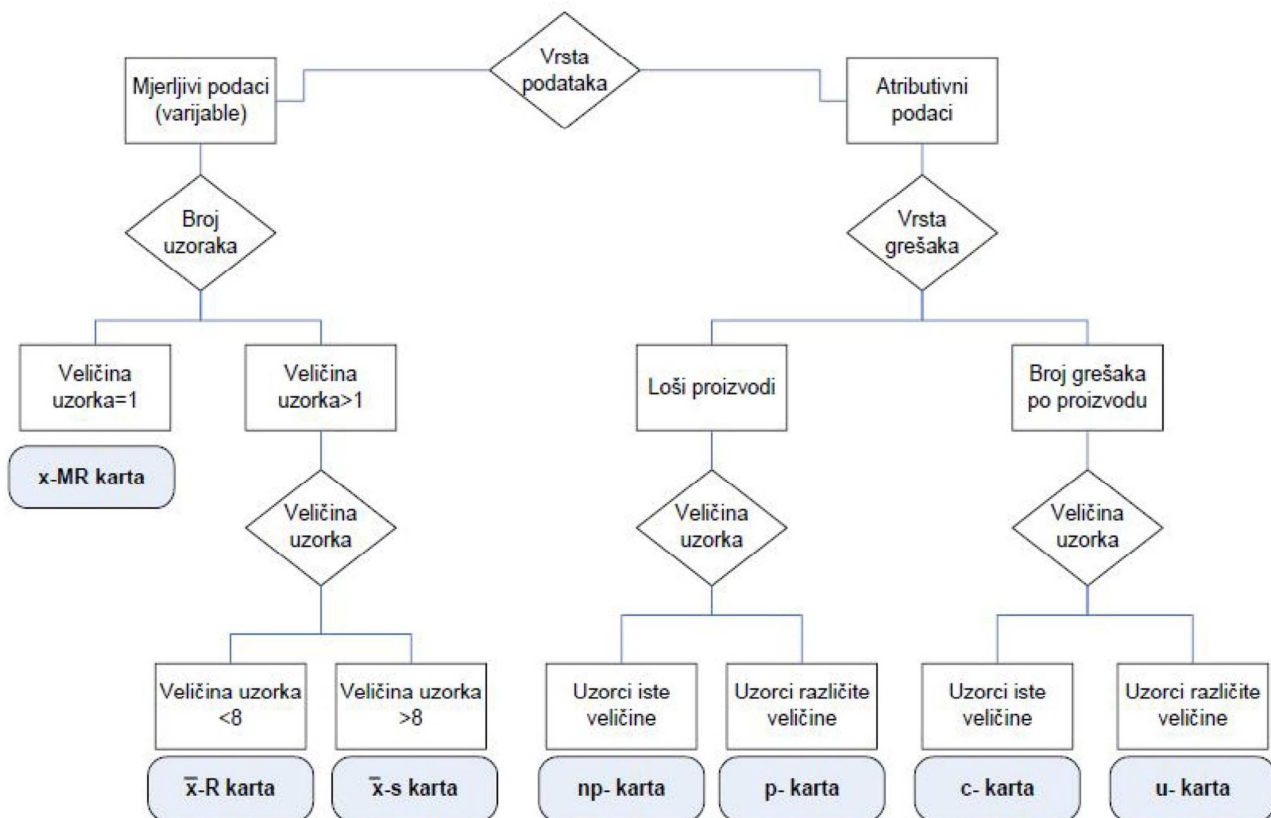 Vrsta
podataka
Mjerljivi podaci
(varijable)
Atributivni
podaci
Broj
uzoraka
Vrsta
grešaka
Veličina
uzorka=1
Veličina
uzorka>1
Loši proizvodi
Broj grešaka
po proizvodu
x-MR karta
Veličina
uzorka
Veličina
uzorka
Veličina
uzorka
Veličina uzorka
<8
Veličina uzorka
>8
Uzorci iste
veličine
Uzorci različite
veličine
Uzorci iste
veličine
Uzorci različite
veličine
x̅-R karta
x̅-s karta
np- karta
p- karta
c- karta
u- karta